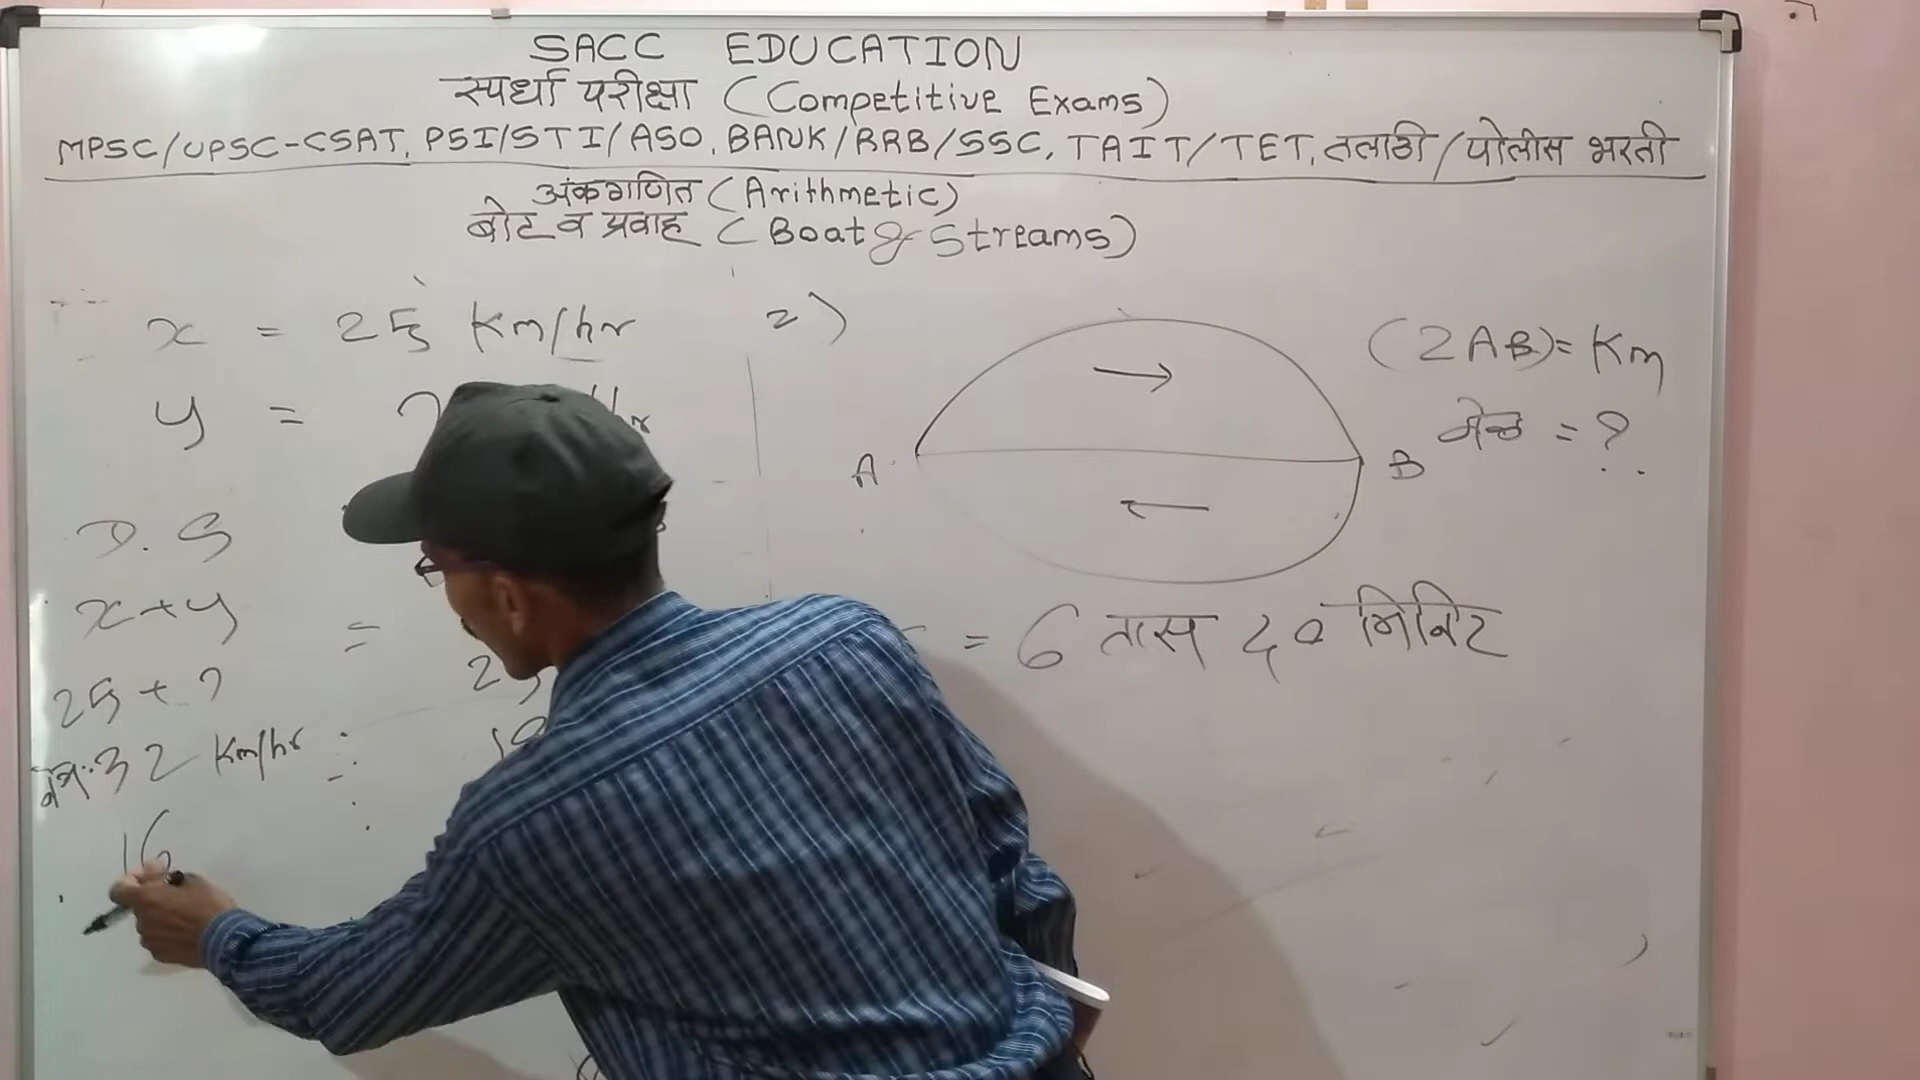 SACC EDUCATION
स्पर्धा परीक्षा (Competitive Exams)
MPSC/UPSC-CSAT, PSI/STI/ASO, BANK/RRB/SSC, TAIT/TET, तलाठी/पोलीस भरती
अंकगणित (Arithmetic)
बोट व प्रवाह (Boat & Streams)
x = 25 Km/hr
y =
D.S
x+y =
25 + 7
वेग: 32 Km/hr
16
2)
(2AB) = Km
वेळ = ?
A
B
= 6 तास ८० मिनिट